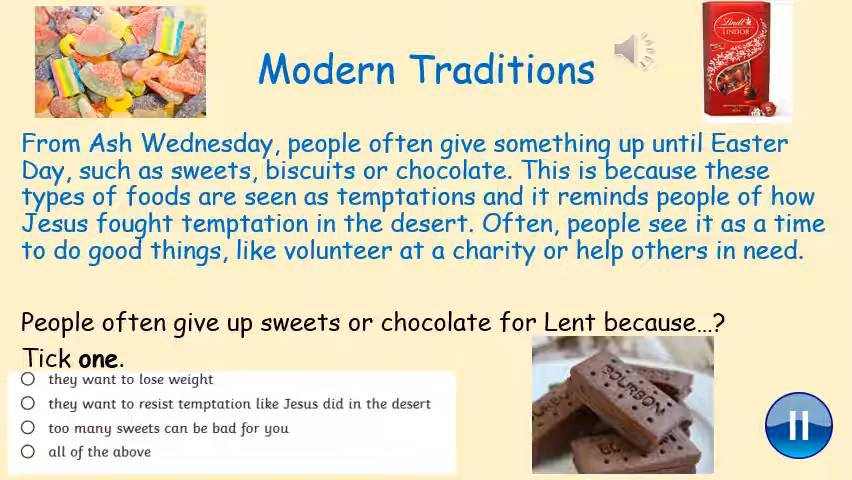 Modern Traditions
Lindt
LINDOR
From Ash Wednesday, people often give something up until Easter
Day, such as sweets, biscuits or chocolate. This is because these
types of foods are seen as temptations and it reminds people of how
Jesus fought temptation in the desert. Often, people see it as a time
to do good things, like volunteer at a charity or help others in need.
People often give up sweets or chocolate for Lent because…?
Tick one.
they want to lose weight
they want to resist temptation like Jesus did in the desert
too many sweets can be bad for you
all of the above
BOURBON